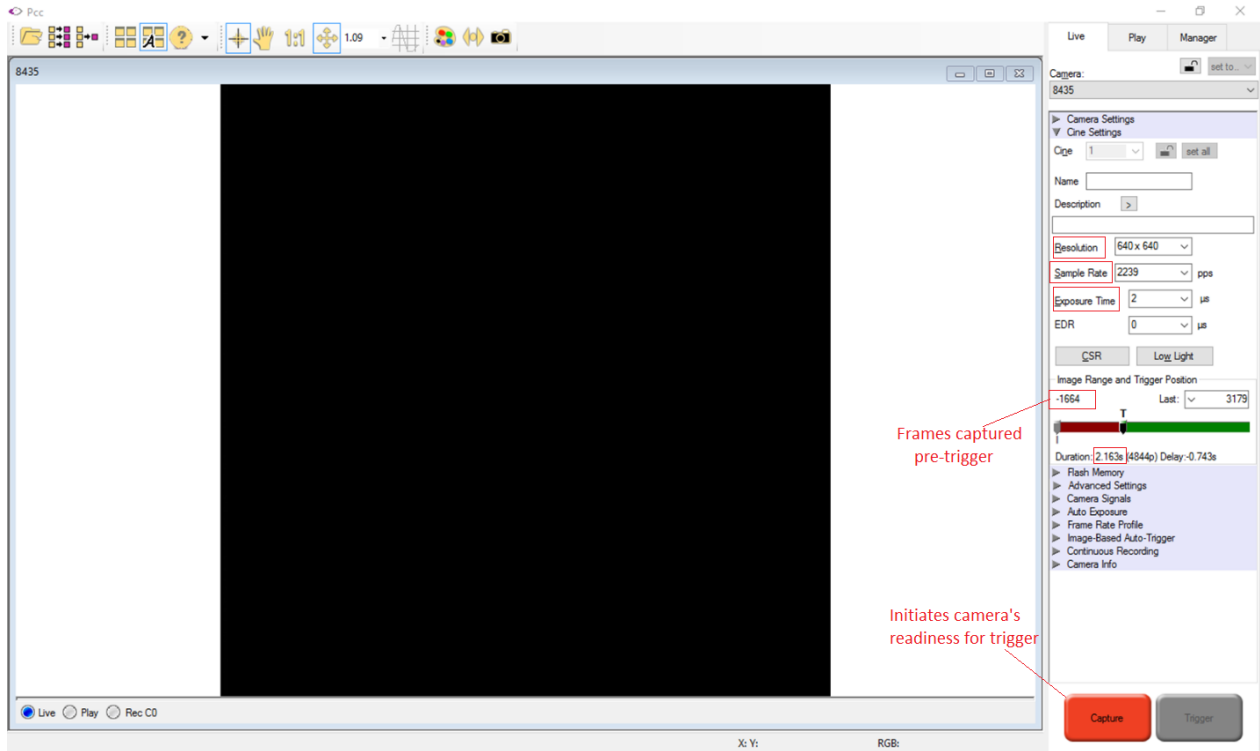 Pcc
1:1
1.09
Live
Play
Manager
8435
Camera:
set to...
8435
Camera Settings
Cine Settings
Cine
1
set all
Name
Description
>
Resolution
640 x 640
Sample Rate
2239
pps
Exposure Time
2
µs
EDR
0
µs
CSR
Low Light
Image Range and Trigger Position
-1664
Last:
3179
T
Frames captured
pre-trigger
Duration: 2.163s (4844p) Delay:-0.743s
Flash Memory
Advanced Settings
Camera Signals
Auto Exposure
Frame Rate Profile
Image-Based Auto-Trigger
Continuous Recording
Camera Info
Initiates camera's
readiness for trigger
Live
Play
Rec C0
Capture
Trigger
X: Y:
RGB: